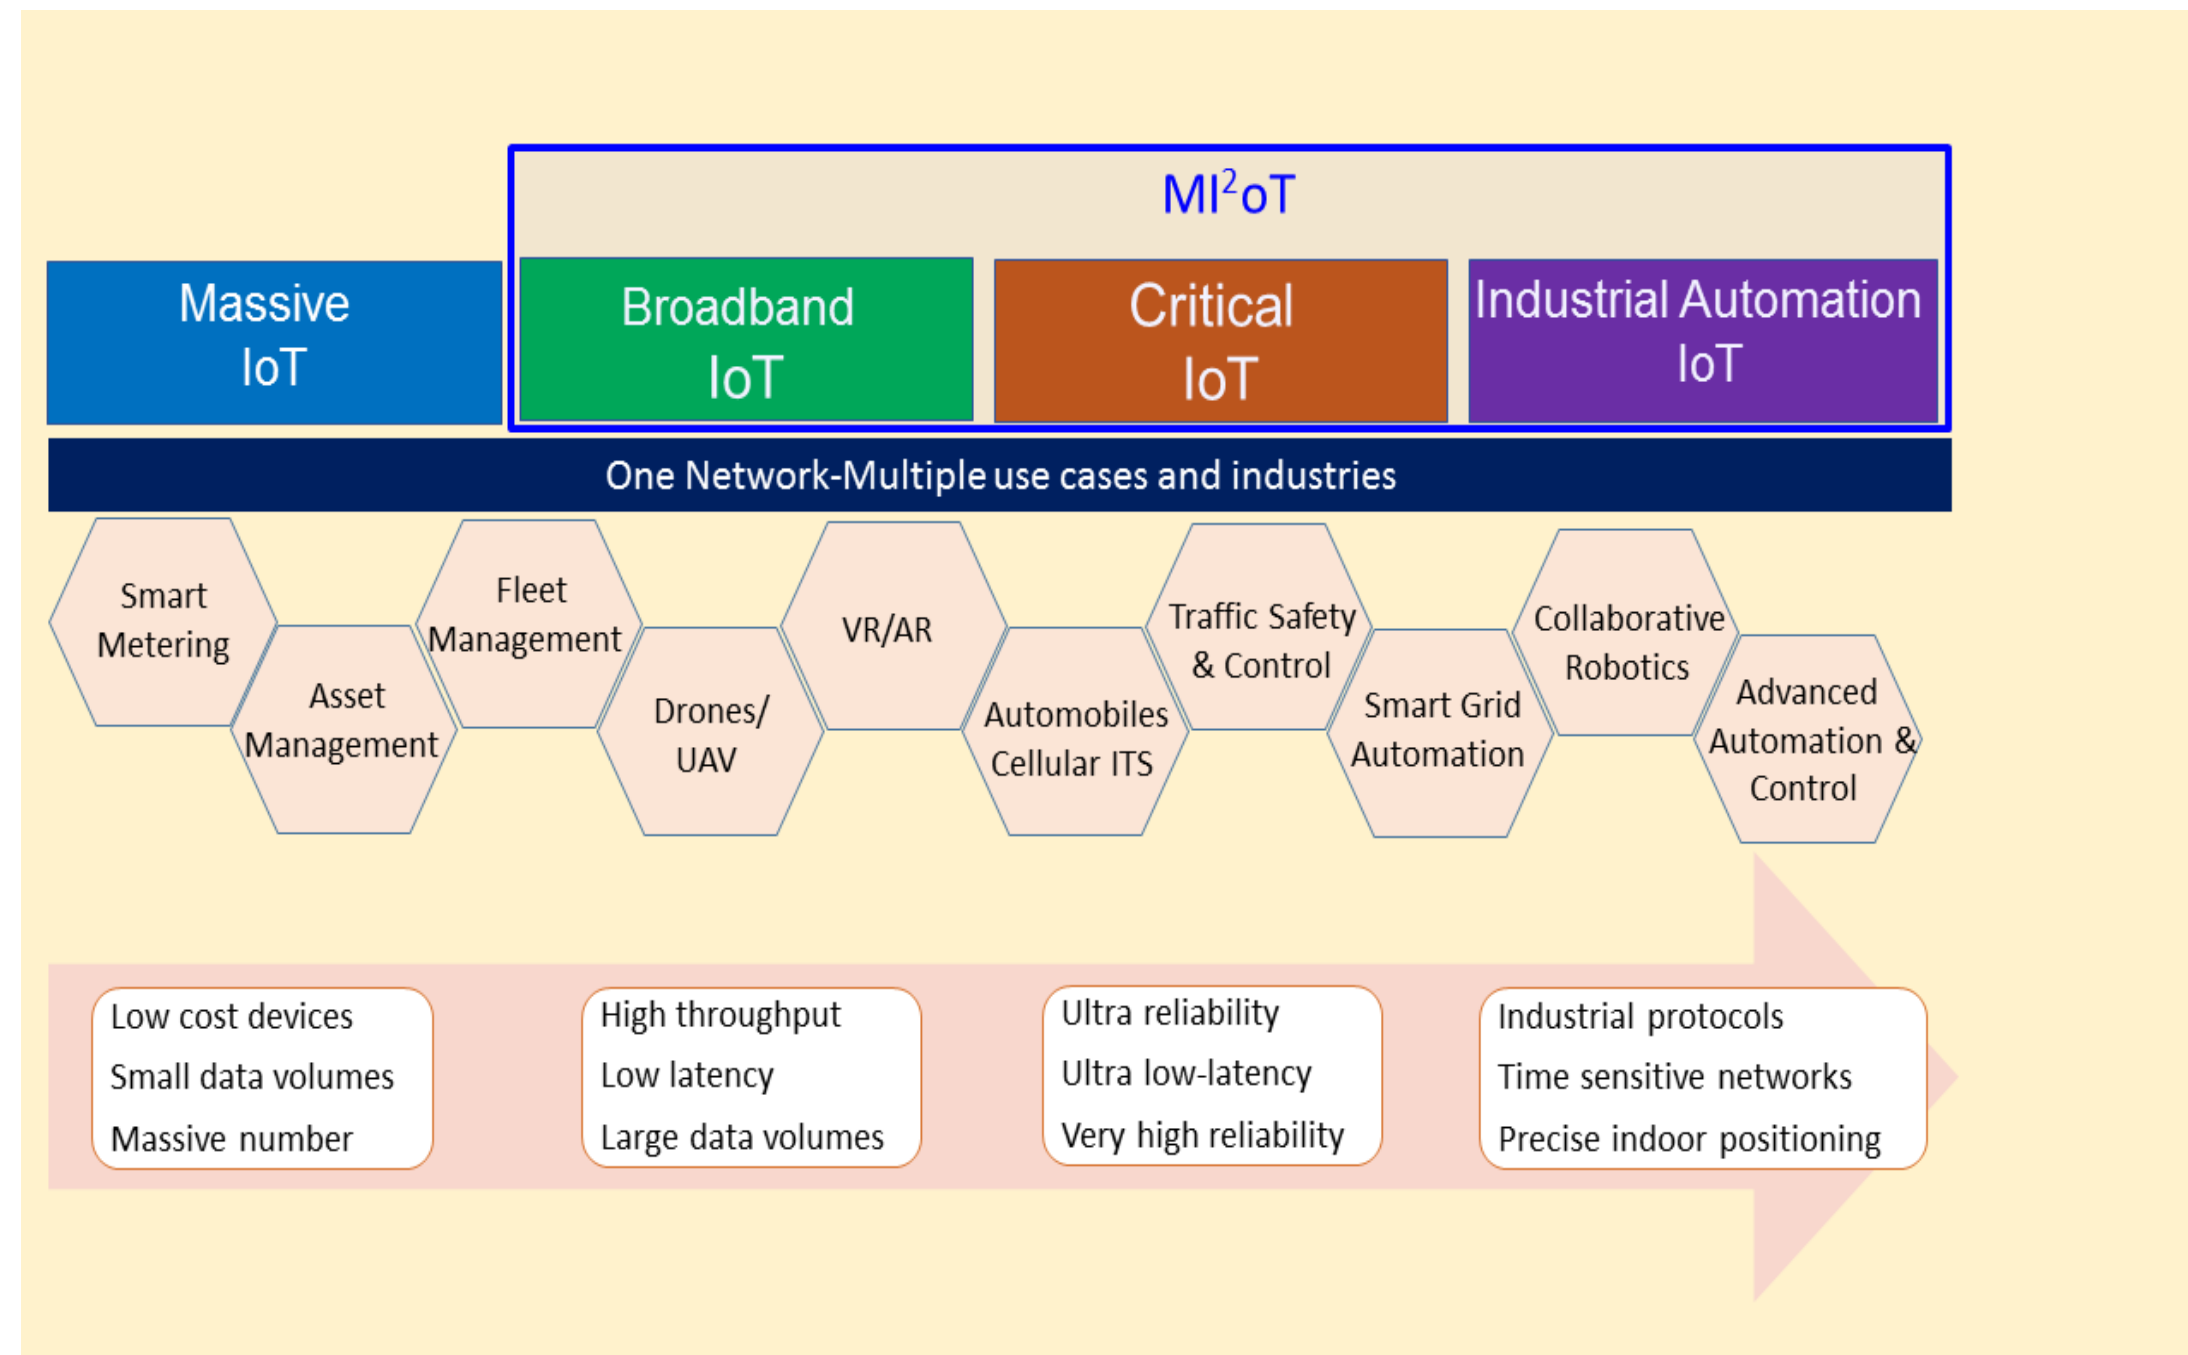 MI²oT
Massive
IoT
Broadband
IoT
Critical
IoT
Industrial Automation
IoT
One Network-Multiple use cases and industries
Smart
Metering
Asset
Management
Fleet
Management
Drones/
UAV
VR/AR
Automobiles
Cellular ITS
Traffic Safety
& Control
Smart Grid
Automation
Collaborative
Robotics
Advanced
Automation &
Control
Low cost devices
Small data volumes
Massive number
High throughput
Low latency
Large data volumes
Ultra reliability
Ultra low-latency
Very high reliability
Industrial protocols
Time sensitive networks
Precise indoor positioning